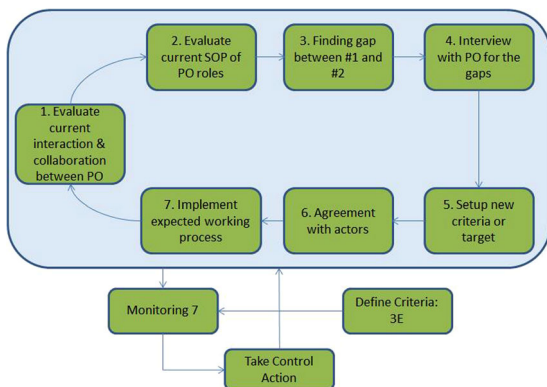 2. Evaluate
current SOP of
PO roles
3. Finding gap
between #1 and
#2
4. Interview
with PO for the
gaps
1. Evaluate
current
interaction &
collaboration
between PO
7. Implement
expected working
process
6. Agreement
with actors
5. Setup new
criteria or
target
Monitoring 7
Define Criteria:
3E
Take Control
Action